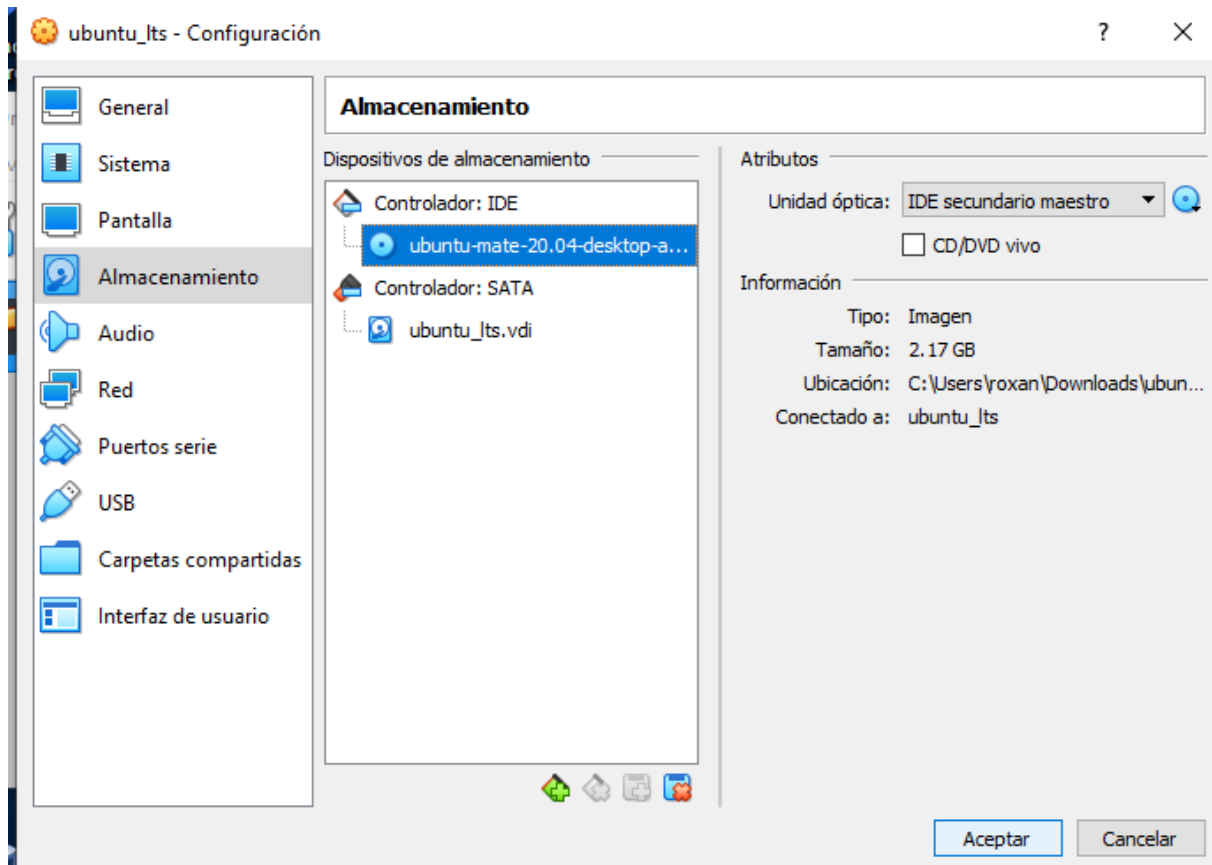 ubuntu_lts - Configuración
?
General
Sistema
Pantalla
Almacenamiento
Audio
Red
Puertos serie
USB
Carpetas compartidas
Interfaz de usuario
Almacenamiento
Dispositivos de almacenamiento
Controlador: IDE
ubuntu-mate-20.04-desktop-a...
Controlador: SATA
ubuntu_lts.vdi
Atributos
Unidad óptica: IDE secundario maestro
CD/DVD vivo
Información
Tipo: Imagen
Tamaño: 2.17 GB
Ubicación: C:\Users\roxan\Downloads\ubun...
Conectado a: ubuntu_lts
Aceptar
Cancelar